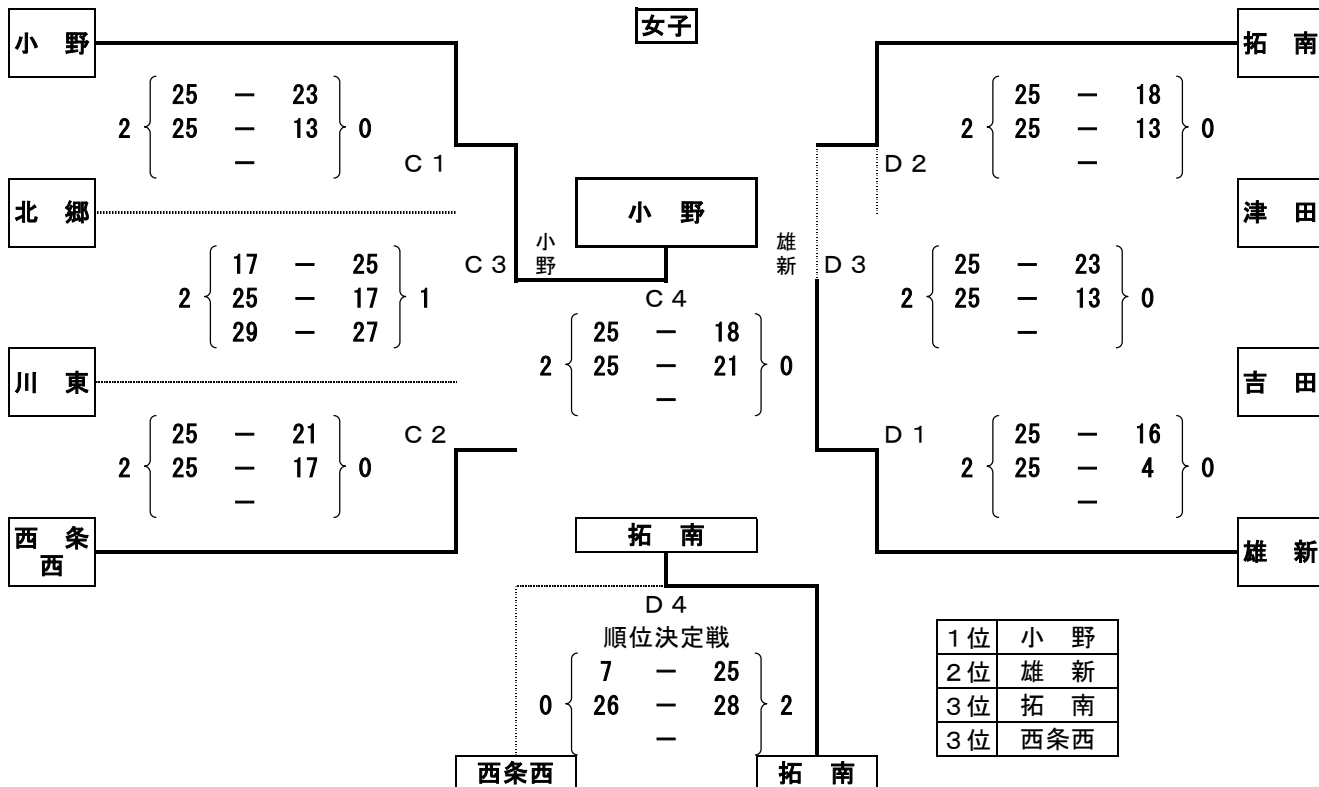 女子
小　野
2 25 － 23 0
25 － 13
－
C１
北　郷
17 － 25
2 25 － 17 1
29 － 27
C３
小野
川　東
25 － 21
2 25 － 17 0
－
C２
西　条
西
小　野
C４
25 － 18
2 25 － 21 0
－
雄新
拓　南
25 － 18
2 25 － 13 0
－
D２
津　田
D３
25 － 23
2 25 － 13 0
－
吉　田
D１
25 － 16
2 25 － 4 0
－
雄　新
拓　南
D４
順位決定戦
7 － 25
0 26 － 28 2
－
西条西
拓　南
１位 小　野
２位 雄　新
３位 拓　南
３位 西条西